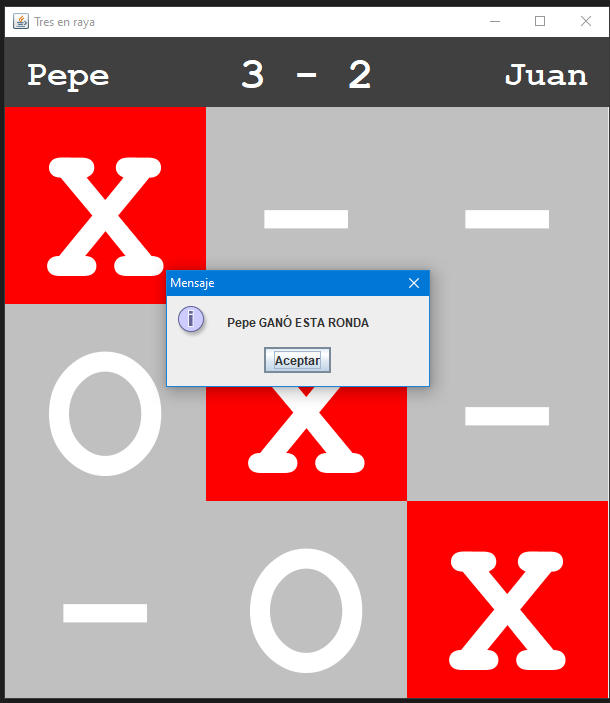 Tres en raya
Pepe 3 - 2 Juan
X - -
Mensaje
Pepe GANÓ ESTA RONDA
Aceptar
O X -
- O X